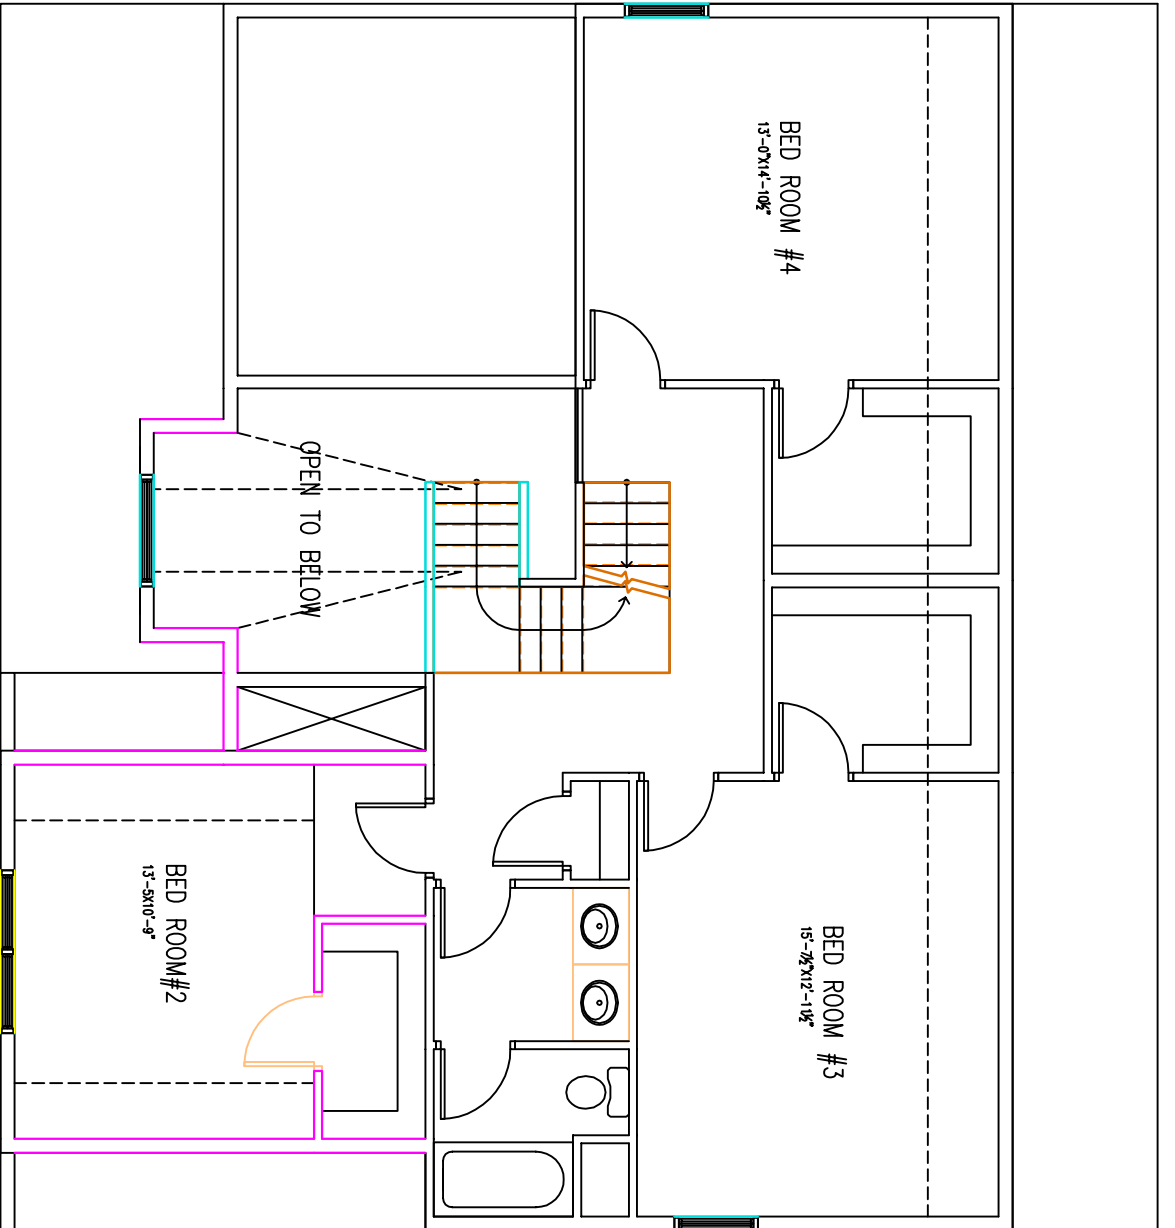 BED ROOM #4
13'-0"X14'-10½"
OPEN TO BELOW
BED ROOM#2
13'-5X10'-9"
BED ROOM #3
15'-7½"X12'-11½"